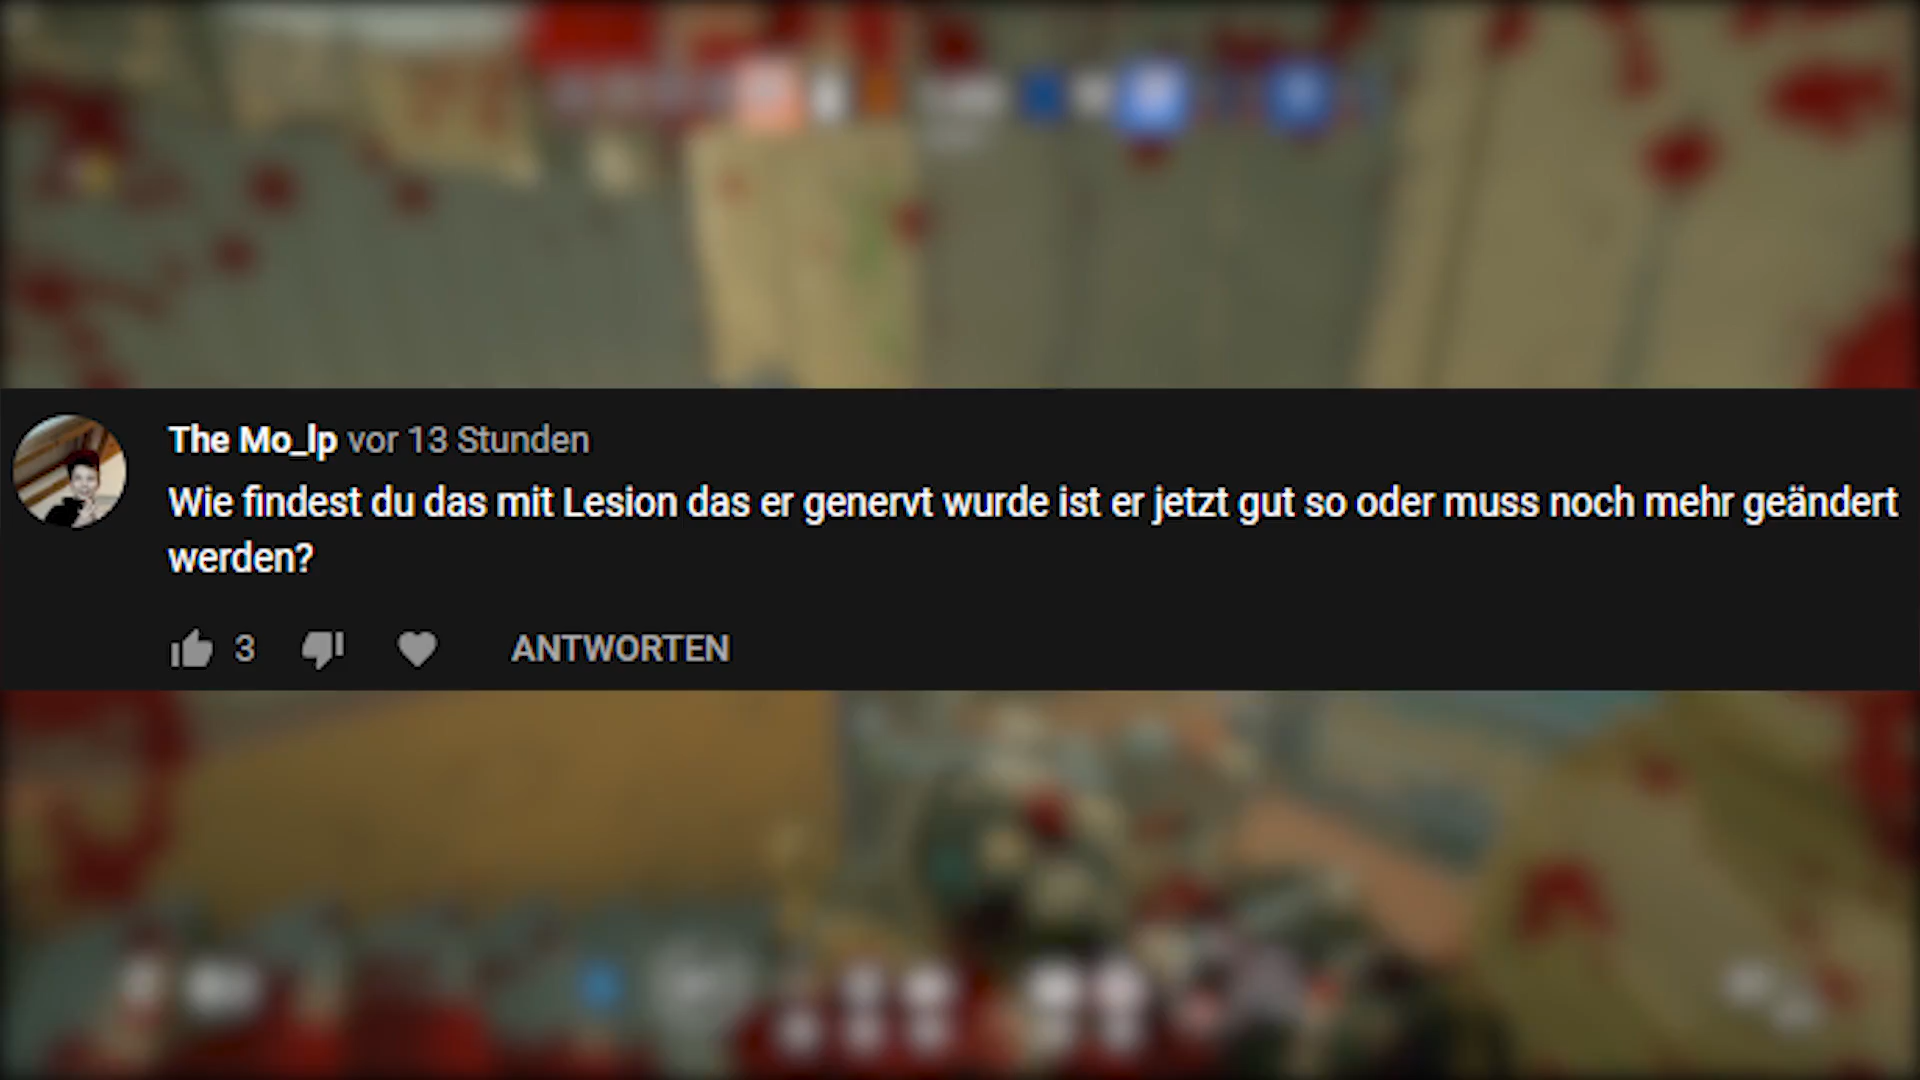 The Mo_lp vor 13 Stunden
Wie findest du das mit Lesion das er genervt wurde ist er jetzt gut so oder muss noch mehr geändert
werden?
3 ANTWORTEN